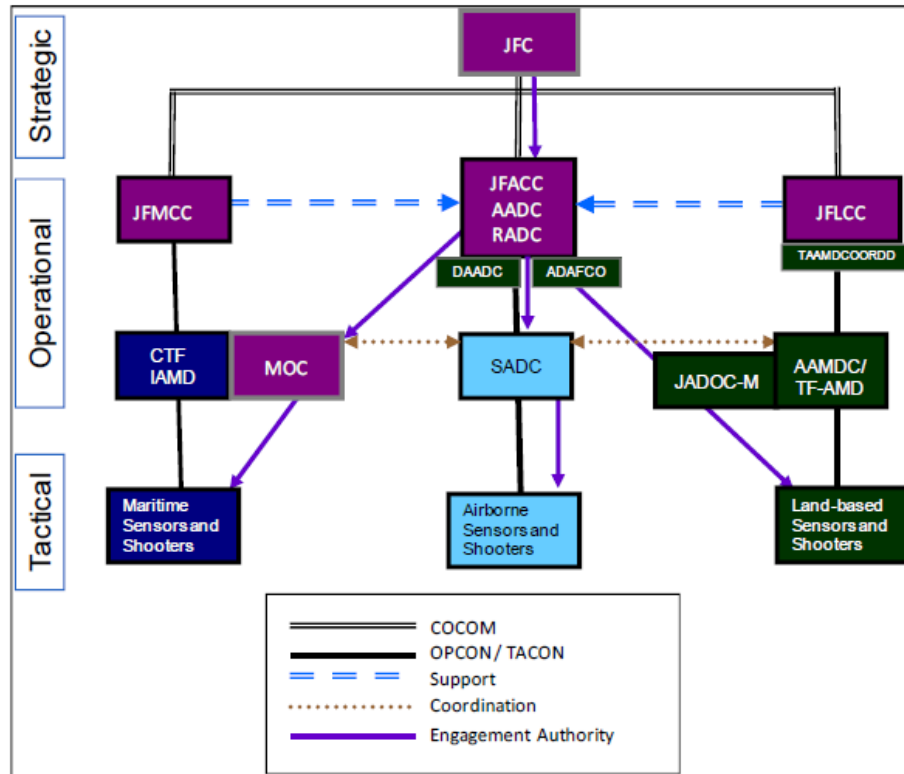 Strategic
JFC
Operational
JFMCC
JFACC
AADC
RADC
JFLCC
DAADC
ADAFCO
TAAMDCOORDD
CTF
IAMD
MOC
SADC
JADOC-M
AAMDC/
TF-AMD
Tactical
Maritime
Sensors and
Shooters
Airborne
Sensors and
Shooters
Land-based
Sensors and
Shooters
COCOM
OPCON / TACON
Support
Coordination
Engagement Authority